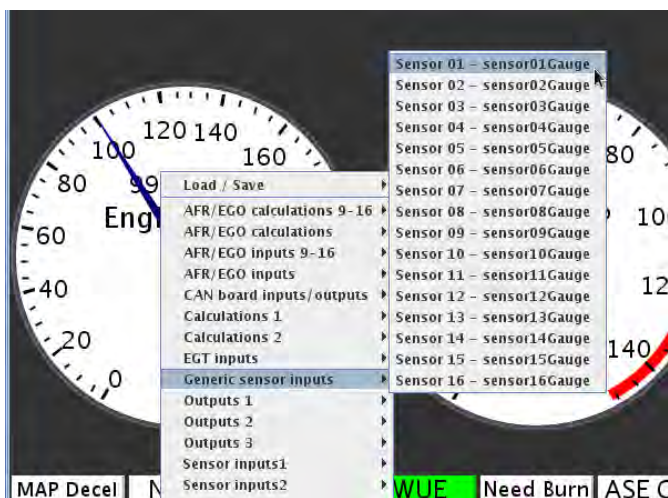 120 140
100
160
80
99
Eng
60
40
20
0
Load / Save
AFR/EGO calculations 9-16
AFR/EGO calculations
AFR/EGO inputs 9-16
AFR/EGO inputs
CAN board inputs/outputs
Calculations 1
Calculations 2
EGT inputs
Generic sensor inputs
Outputs 1
Outputs 2
Outputs 3
Sensor inputs1
Sensor inputs2
Sensor 01 - sensor01Gauge
Sensor 02 - sensor02Gauge
Sensor 03 - sensor03Gauge
Sensor 04 - sensor04Gauge
Sensor 05 - sensor05Gauge
Sensor 06 - sensor06Gauge
Sensor 07 - sensor07Gauge
Sensor 08 - sensor08Gauge
Sensor 09 - sensor09Gauge
Sensor 10 - sensor10Gauge
Sensor 11 - sensor11Gauge
Sensor 12 - sensor12Gauge
Sensor 13 - sensor13Gauge
Sensor 14 - sensor14Gauge
Sensor 15 - sensor15Gauge
Sensor 16 - sensor16Gauge
80
10
12
140
MAP Decel N WUE Need Burn ASE